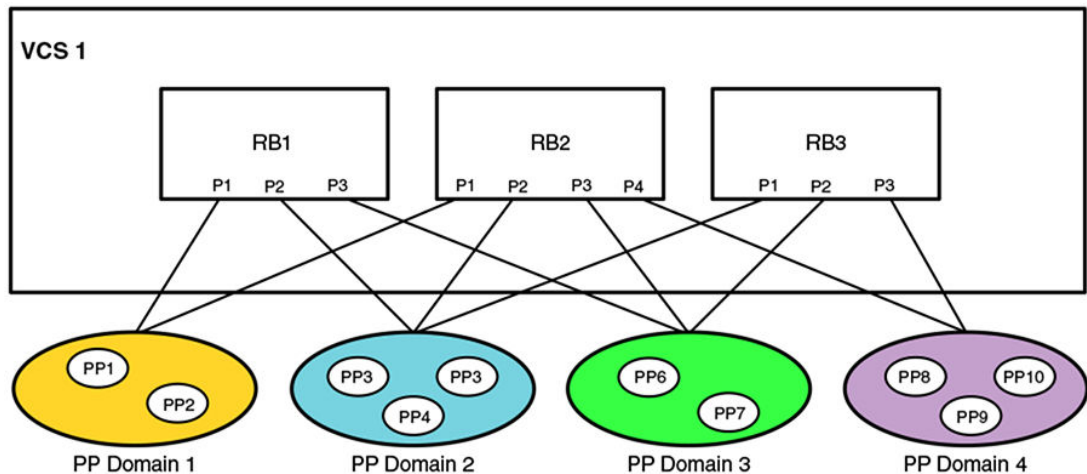 VCS 1
RB1
RB2
RB3
P1 P2 P3
P1 P2 P3 P4
P1 P2 P3
PP1
PP2
PP3
PP3
PP4
PP6
PP7
PP8
PP10
PP9
PP Domain 1
PP Domain 2
PP Domain 3
PP Domain 4